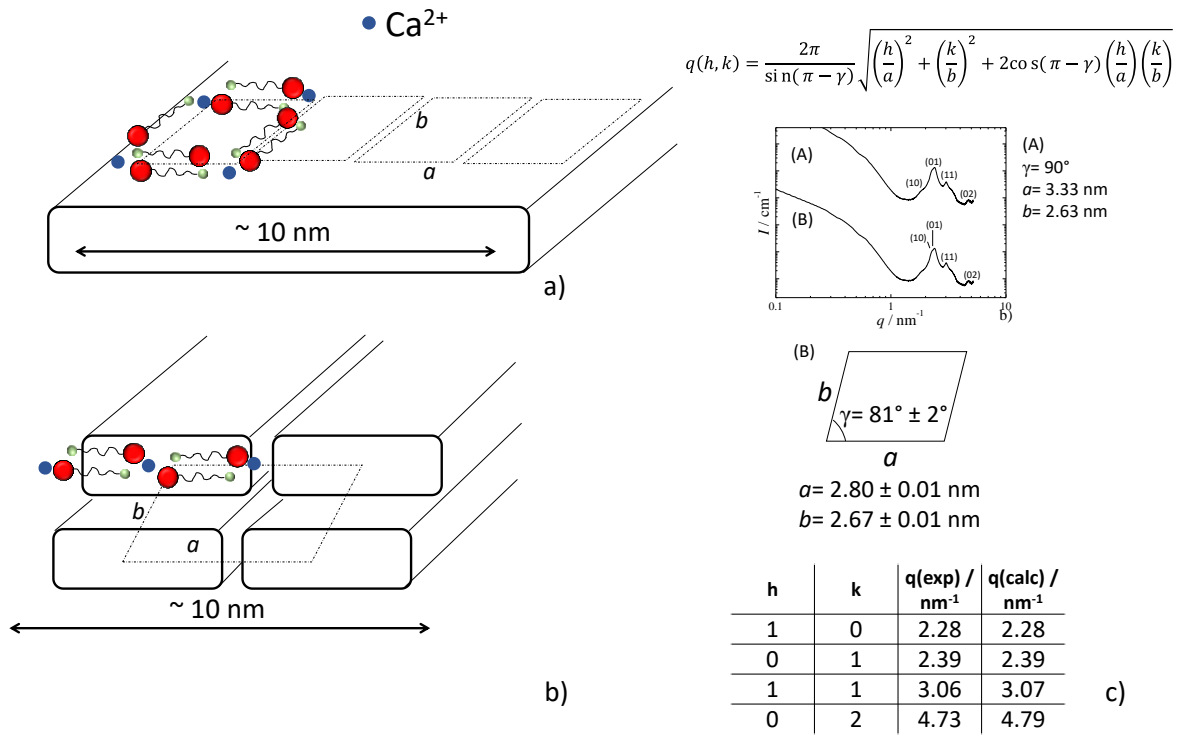 Ca²⁺
b
a
~ 10 nm
a)
b
a
~ 10 nm
b)
q(h, k) = 2π / sin( π − γ) √((h/a)² + (k/b)² + 2co s( π − γ) (h/a) (k/b))
(A)
(01)
(10)
(11)
(02)
(B)
(01)
(10)
(11)
(02)
I / cm⁻¹
0.1 1 10
q / nm⁻¹
b)
(A)
γ= 90°
a= 3.33 nm
b= 2.63 nm
(B)
b
γ= 81° ± 2°
a
a= 2.80 ± 0.01 nm
b= 2.67 ± 0.01 nm
h k q(exp) / nm⁻¹ q(calc) / nm⁻¹
1 0 2.28 2.28
0 1 2.39 2.39
1 1 3.06 3.07
0 2 4.73 4.79
c)